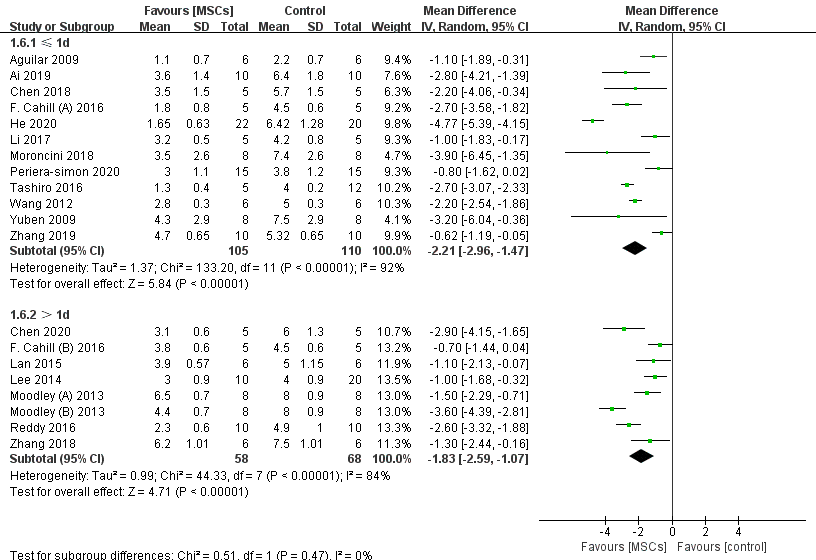 Favours [MSCs] Control Mean Difference Mean Difference
Study or Subgroup Mean SD Total Mean SD Total Weight IV, Random, 95% CI IV, Random, 95% CI
1.6.1 ≤ 1d
Aguilar 2009 1.1 0.7 6 2.2 0.7 6 9.4% -1.10 [-1.89, -0.31]
Ai 2019 3.6 1.4 10 6.4 1.8 10 7.6% -2.80 [-4.21, -1.39]
Chen 2018 3.5 1.5 5 5.7 1.5 5 6.4% -2.20 [-4.06, -0.34]
F. Cahill (A) 2016 1.8 0.8 5 4.5 0.6 5 9.2% -2.70 [-3.58, -1.82]
He 2020 1.65 0.63 22 6.42 1.28 20 9.8% -4.77 [-5.39, -4.15]
Li 2017 3.2 0.5 5 4.2 0.8 5 9.3% -1.00 [-1.83, -0.17]
Moroncini 2018 3.5 2.6 8 7.4 2.6 8 4.7% -3.90 [-6.45, -1.35]
Periera-simon 2020 3 1.1 15 3.8 1.2 15 9.3% -0.80 [-1.62, 0.02]
Tashiro 2016 1.3 0.4 5 4 0.2 12 10.2% -2.70 [-3.07, -2.33]
Wang 2012 2.8 0.3 6 5 0.3 6 10.2% -2.20 [-2.54, -1.86]
Yuben 2009 4.3 2.9 8 7.5 2.9 8 4.1% -3.20 [-6.04, -0.36]
Zhang 2019 4.7 0.65 10 5.32 0.65 10 9.9% -0.62 [-1.19, -0.05]
Subtotal (95% CI) 105 110 100.0% -2.21 [-2.96, -1.47]
Heterogeneity: Tau² = 1.37; Chi² = 133.20, df = 11 (P < 0.00001); I² = 92%
Test for overall effect: Z = 5.84 (P < 0.00001)
1.6.2 > 1d
Chen 2020 3.1 0.6 5 6 1.3 5 10.7% -2.90 [-4.15, -1.65]
F. Cahill (B) 2016 3.8 0.6 5 4.5 0.6 5 13.2% -0.70 [-1.44, 0.04]
Lan 2015 3.9 0.57 6 5 1.15 6 11.9% -1.10 [-2.13, -0.07]
Lee 2014 3 0.9 10 4 0.9 20 13.5% -1.00 [-1.68, -0.32]
Moodley (A) 2013 6.5 0.7 8 8 0.9 8 13.0% -1.50 [-2.29, -0.71]
Moodley (B) 2013 4.4 0.7 8 8 0.9 8 13.0% -3.60 [-4.39, -2.81]
Reddy 2016 2.3 0.6 10 4.9 1 10 13.3% -2.60 [-3.32, -1.88]
Zhang 2018 6.2 1.01 6 7.5 1.01 6 11.3% -1.30 [-2.44, -0.16]
Subtotal (95% CI) 58 68 100.0% -1.83 [-2.59, -1.07]
Heterogeneity: Tau² = 0.99; Chi² = 44.33, df = 7 (P < 0.00001); I² = 84%
Test for overall effect: Z = 4.71 (P < 0.00001)
-4 -2 0 2 4
Favours [MSCs] Favours [control]
Test for subgroup differences: Chi² = 0.51, df = 1 (P = 0.47), I² = 0%